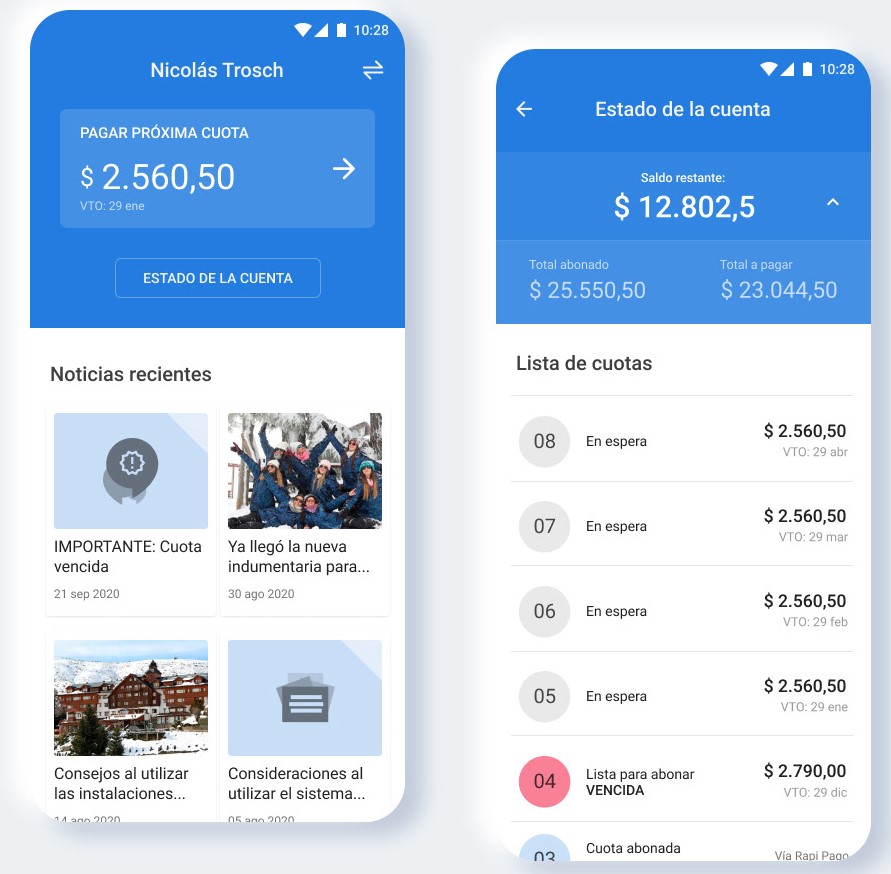 10:28
Nicolás Trosch
PAGAR PRÓXIMA CUOTA
$ 2.560,50
VTO: 29 ene
ESTADO DE LA CUENTA
Noticias recientes
IMPORTANTE: Cuota
vencida
21 sep 2020
Ya llegó la nueva
indumentaria para...
30 ago 2020
Consejos al utilizar
las instalaciones...
14 ago 2020
Consideraciones al
utilizar el sistema...
05 ago 2020
10:28
Estado de la cuenta
Saldo restante:
$ 12.802,5
Total abonado
$ 25.550,50
Total a pagar
$ 23.044,50
Lista de cuotas
08 En espera $ 2.560,50
VTO: 29 abr
07 En espera $ 2.560,50
VTO: 29 mar
06 En espera $ 2.560,50
VTO: 29 feb
05 En espera $ 2.560,50
VTO: 29 ene
04 Lista para abonar $ 2.790,00
VENCIDA VTO: 29 dic
03 Cuota abonada
Vía Rapi Pago